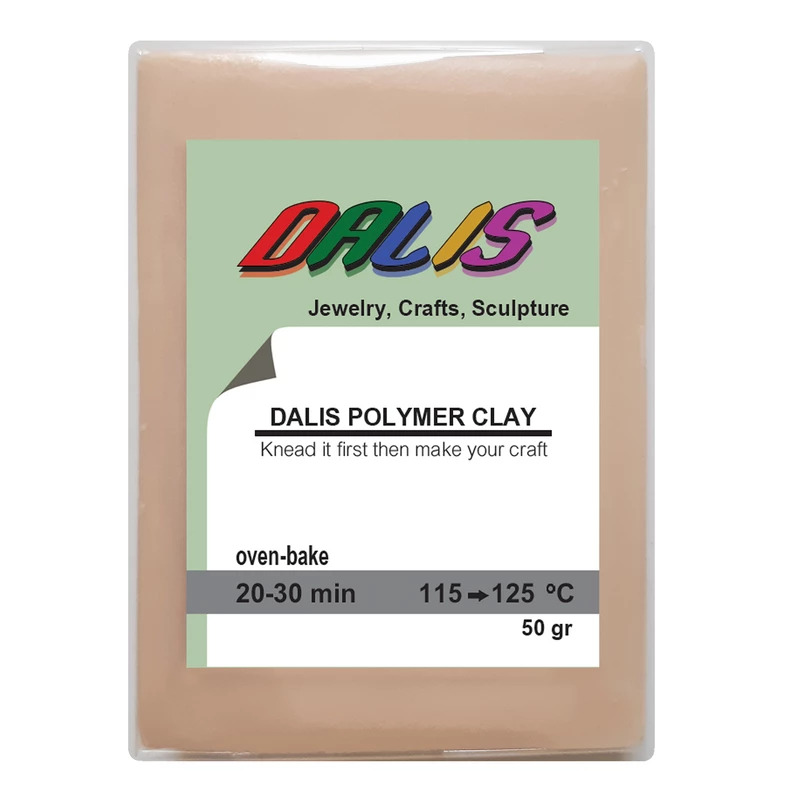 DALIS
Jewelry, Crafts, Sculpture
DALIS POLYMER CLAY
Knead it first then make your craft
oven-bake
20-30 min 115➡125 ºC
50 gr